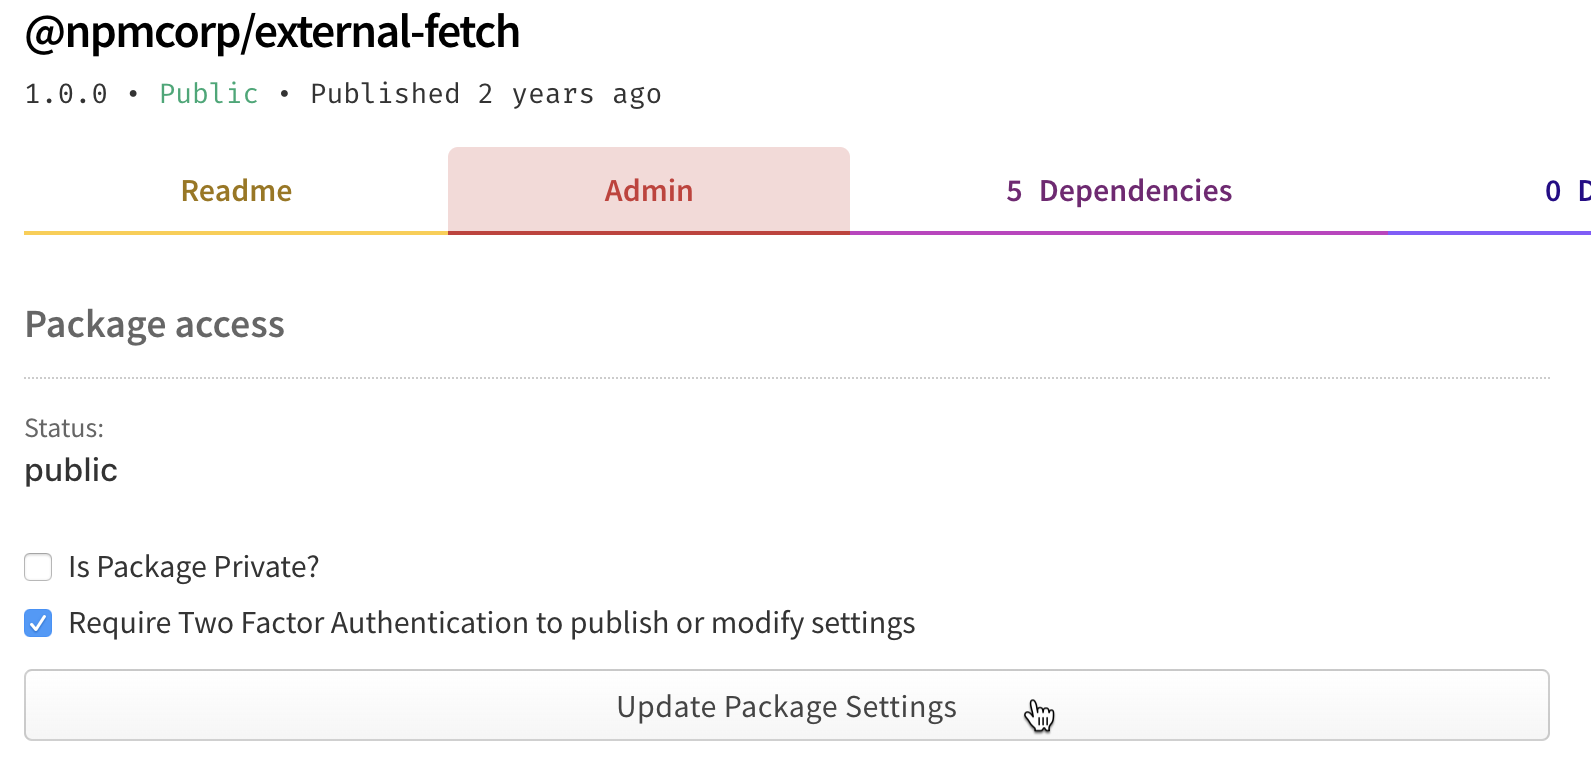 @npmcorp/external-fetch
1.0.0 • Public • Published 2 years ago
Readme Admin 5 Dependencies 0
Package access
Status:
public
Is Package Private?
Require Two Factor Authentication to publish or modify settings
Update Package Settings